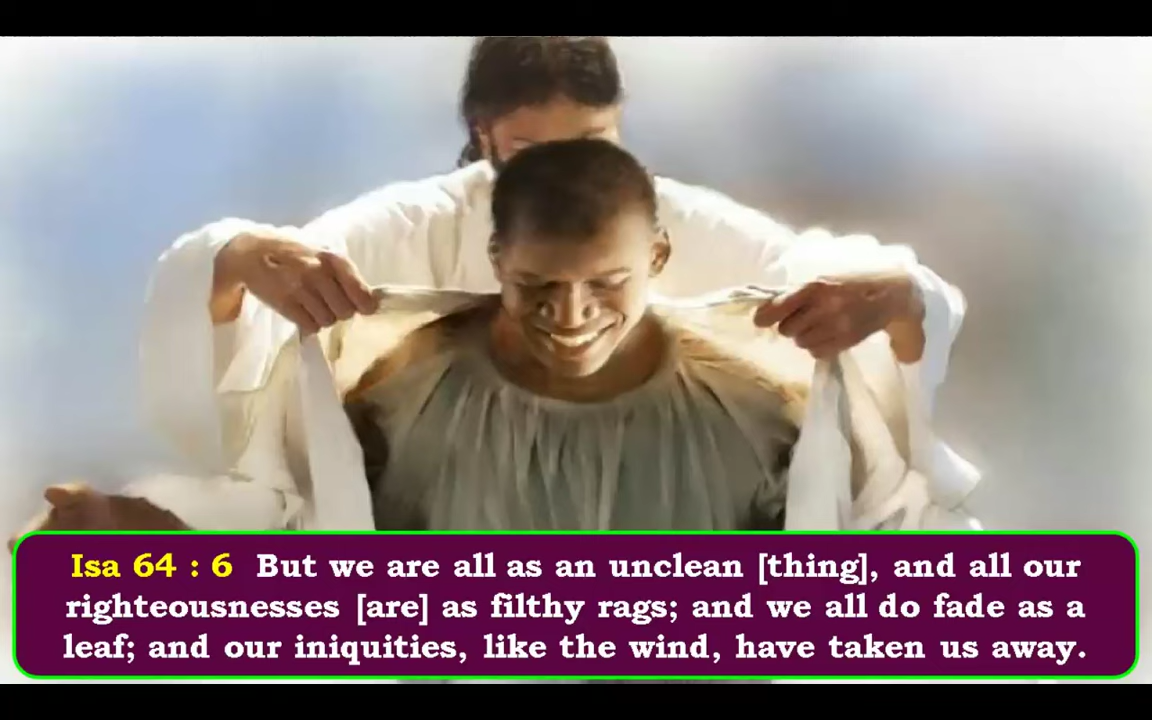 Isa 64 : 6 But we are all as an unclean [thing], and all our
righteousnesses [are] as filthy rags; and we all do fade as a
leaf; and our iniquities, like the wind, have taken us away.